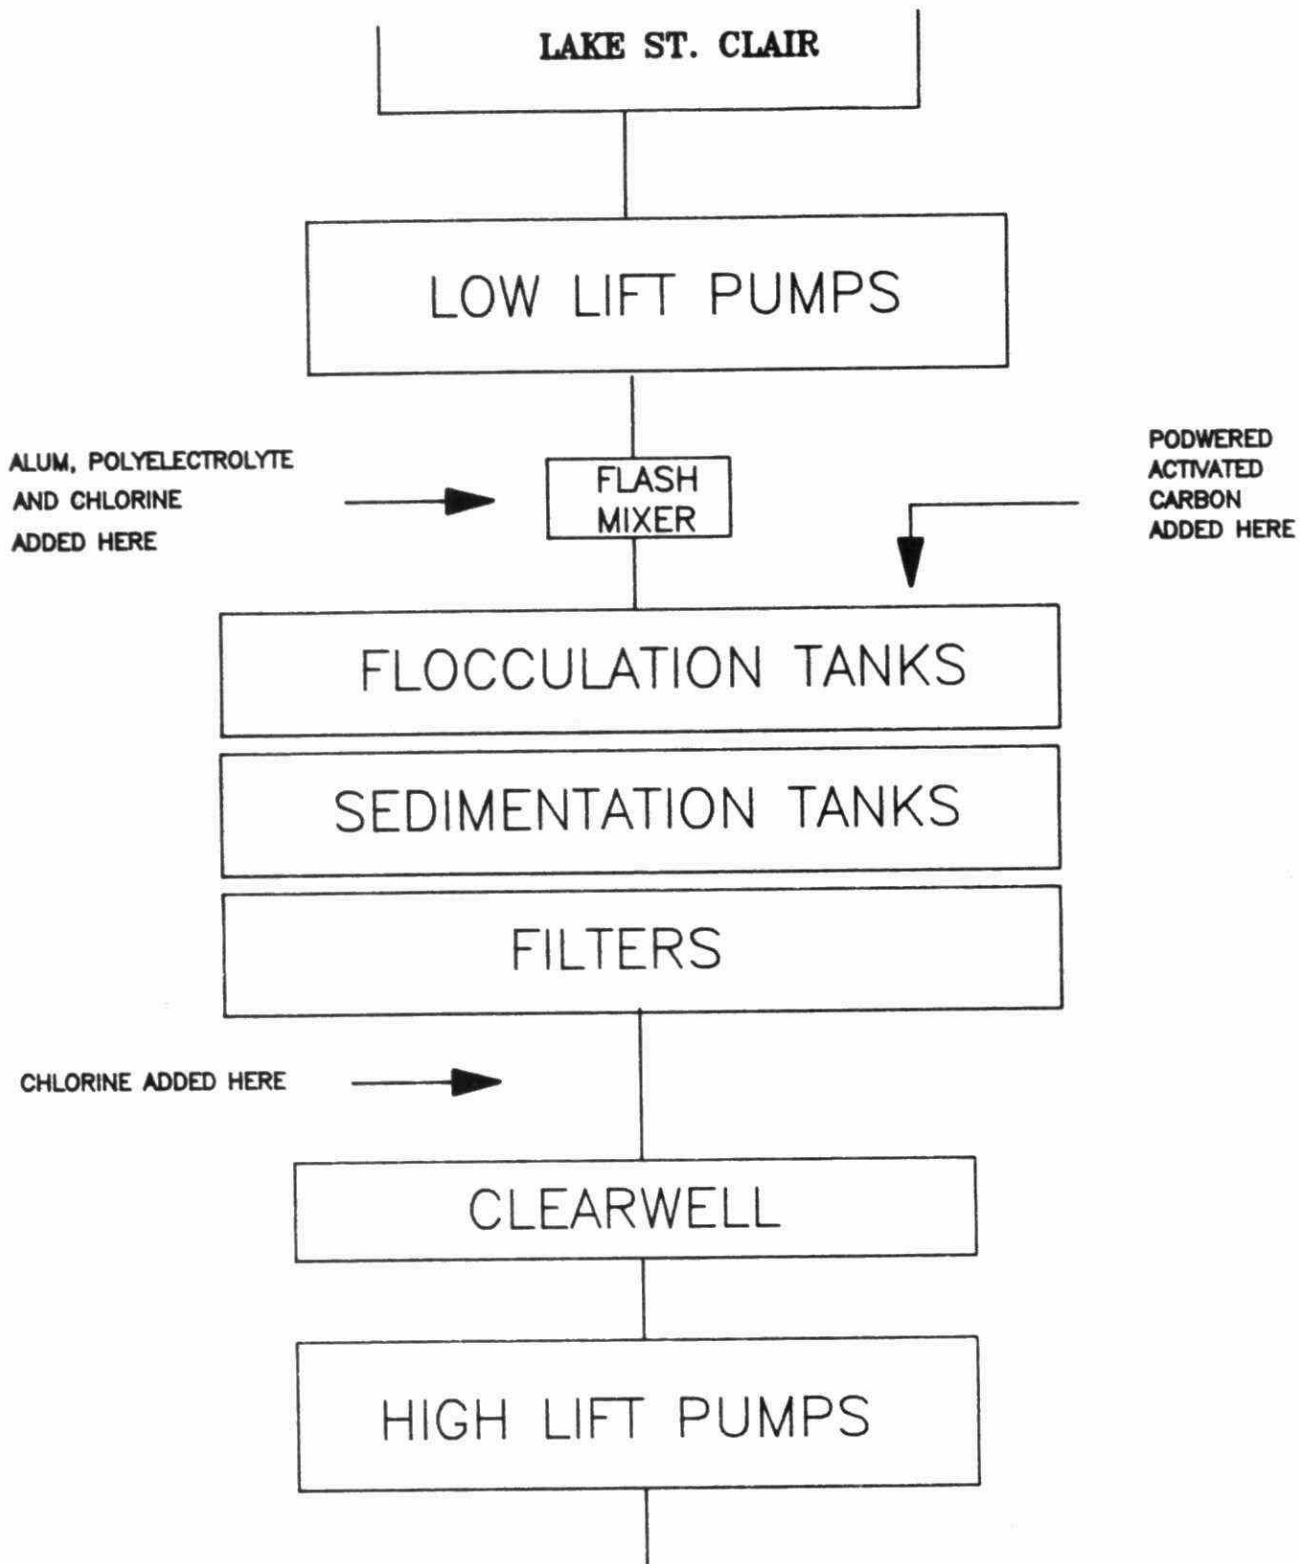 LAKE ST. CLAIR
LOW LIFT PUMPS
ALUM, POLYELECTROLYTE
AND CHLORINE
ADDED HERE
FLASH
MIXER
PODWERED
ACTIVATED
CARBON
ADDED HERE
FLOCCULATION TANKS
SEDIMENTATION TANKS
FILTERS
CHLORINE ADDED HERE
CLEARWELL
HIGH LIFT PUMPS